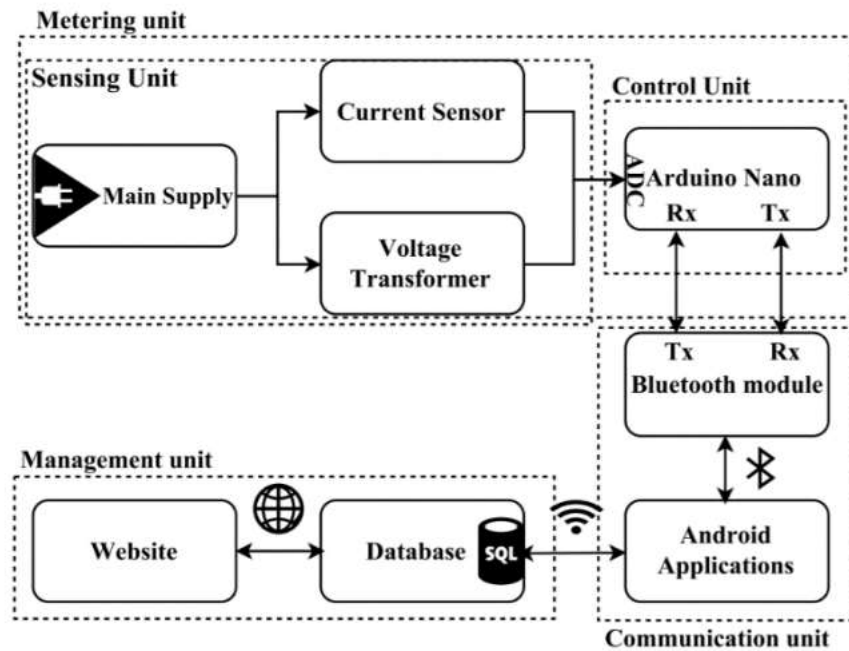 Metering unit
Sensing Unit
Current Sensor
Control Unit
Main Supply
ADC
Arduino Nano
Rx Tx
Voltage
Transformer
Tx Rx
Bluetooth module
Management unit
Website
Database
SQL
Android
Applications
Communication unit